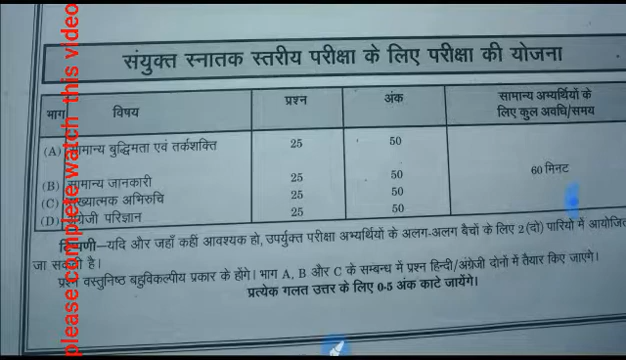 संयुक्त स्नातक स्तरीय परीक्षा के लिए परीक्षा की योजना
भाग विषय प्रश्न अंक सामान्य अभ्यर्थियों के
लिए कुल अवधि/समय
(A) सामान्य बुद्धिमता एवं तर्कशक्ति 25 50
60 मिनट
(B) सामान्य जानकारी 25 50
(C) संख्यात्मक अभिरुचि 25 50
(D) अंग्रेजी परिज्ञान 25 50
टिप्पणी–यदि और जहाँ कहीं आवश्यक हो, उपर्युक्त परीक्षा अभ्यर्थियो के अलग-अलग बैचों के लिए 2 (दो) पारियो में आयोजित
जा सकती है।
प्रश्न वस्तुनिष्ठ बहुविकल्पीय प्रकार के होंगे। भाग A, B और C के सम्बन्ध में प्रश्न हिन्दी/अंग्रेजी दोनों में तैयार किए जाएगे।
प्रत्येक गलत उत्तर के लिए 0·5 अंक काटे जायेंगे।
please complete watch this video